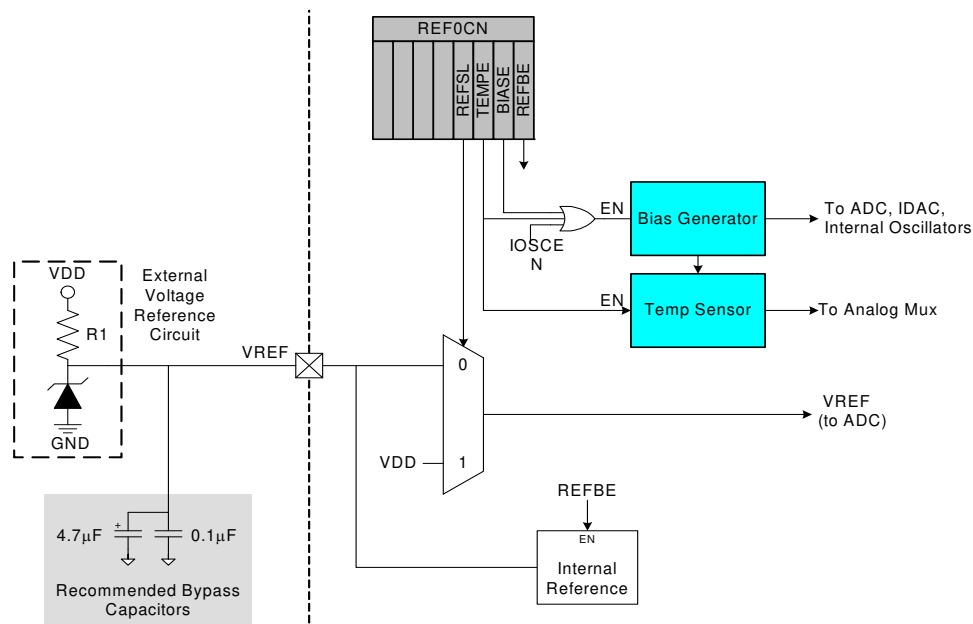 REF0CN
REFSL
TEMPE
BIASE
REFBE
EN
Bias Generator
To ADC, IDAC,
Internal Oscillators
IOSCE
N
EN
Temp Sensor
To Analog Mux
VDD
R1
GND
External
Voltage
Reference
Circuit
VREF
0
1
VDD
VREF
(to ADC)
REFBE
EN
Internal
Reference
+
4.7µF
0.1µF
Recommended Bypass
Capacitors